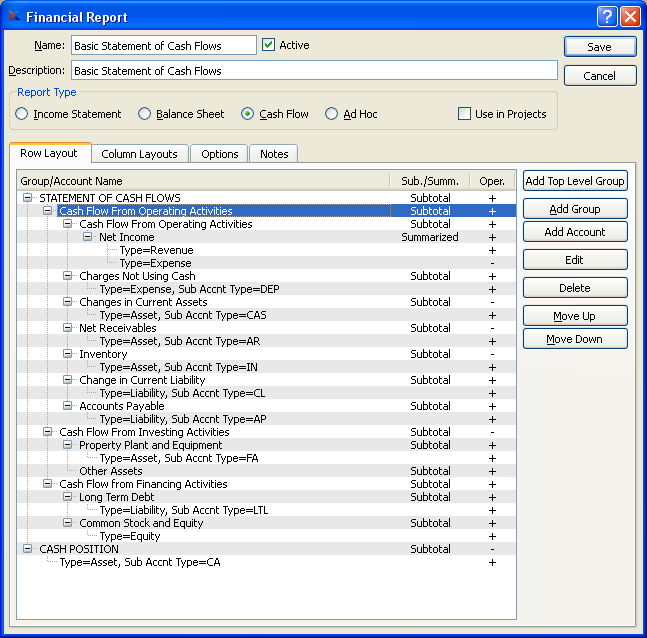 Financial Report
Name: Basic Statement of Cash Flows Active Save
Description: Basic Statement of Cash Flows Cancel
Report Type
Income Statement Balance Sheet Cash Flow Ad Hoc Use in Projects
Row Layout Column Layouts Options Notes
Group/Account Name Sub./Summ. Oper.
STATEMENT OF CASH FLOWS Subtotal +
Cash Flow From Operating Activities Subtotal +
Cash Flow From Operating Activities Subtotal +
Net Income Summarized +
Type=Revenue +
Type=Expense -
Charges Not Using Cash Subtotal +
Type=Expense, Sub Accnt Type=DEP +
Changes in Current Assets Subtotal -
Type=Asset, Sub Accnt Type=CAS +
Net Receivables Subtotal -
Type=Asset, Sub Accnt Type=AR +
Inventory Subtotal -
Type=Asset, Sub Accnt Type=IN +
Change in Current Liability Subtotal +
Type=Liability, Sub Accnt Type=CL +
Accounts Payable Subtotal +
Type=Liability, Sub Accnt Type=AP +
Cash Flow From Investing Activities Subtotal -
Property Plant and Equipment Subtotal +
Type=Asset, Sub Accnt Type=FA +
Other Assets Subtotal +
Cash Flow from Financing Activities Subtotal +
Long Term Debt Subtotal +
Type=Liability, Sub Accnt Type=LTL +
Common Stock and Equity Subtotal +
Type=Equity +
CASH POSITION Subtotal -
Type=Asset, Sub Accnt Type=CA +
Add Top Level Group
Add Group
Add Account
Edit
Delete
Move Up
Move Down